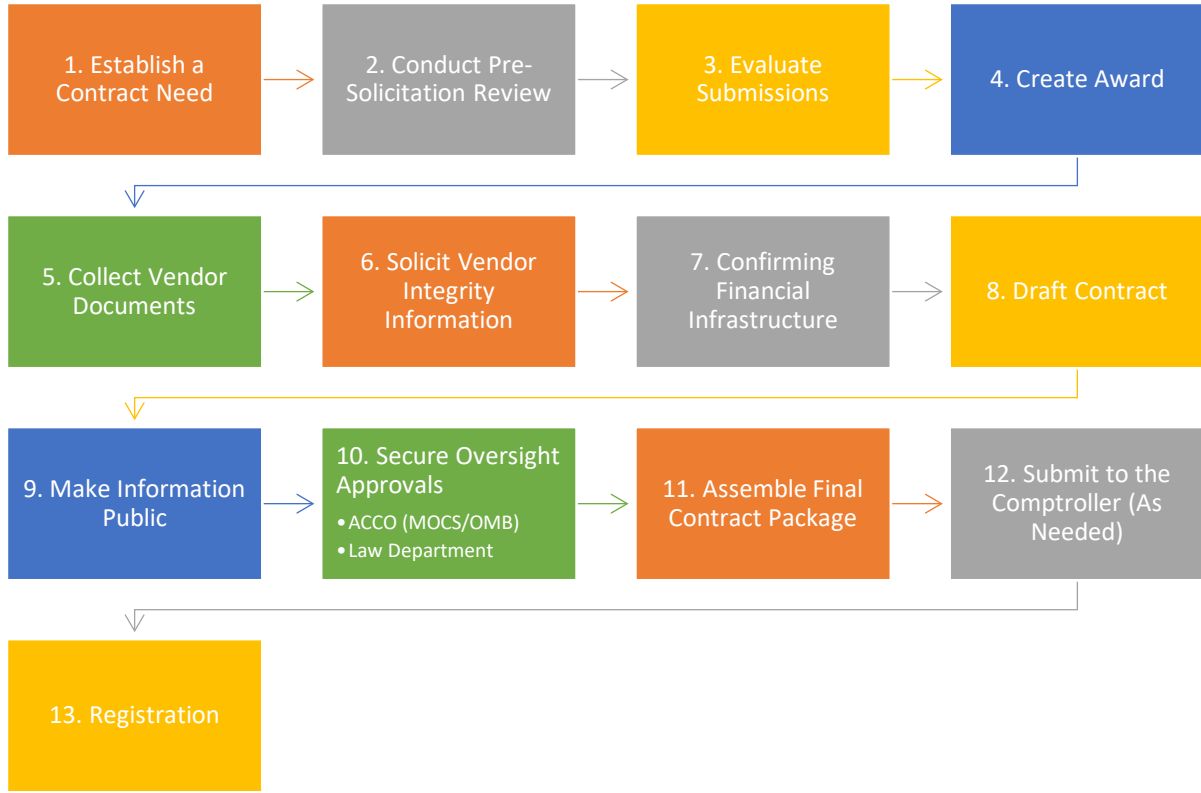 1. Establish a
Contract Need
2. Conduct Pre-
Solicitation Review
3. Evaluate
Submissions
4. Create Award
5. Collect Vendor
Documents
6. Solicit Vendor
Integrity
Information
7. Confirming
Financial
Infrastructure
8. Draft Contract
9. Make Information
Public
10. Secure Oversight
Approvals
• ACCO (MOCS/OMB)
• Law Department
11. Assemble Final
Contract Package
12. Submit to the
Comptroller (As
Needed)
13. Registration